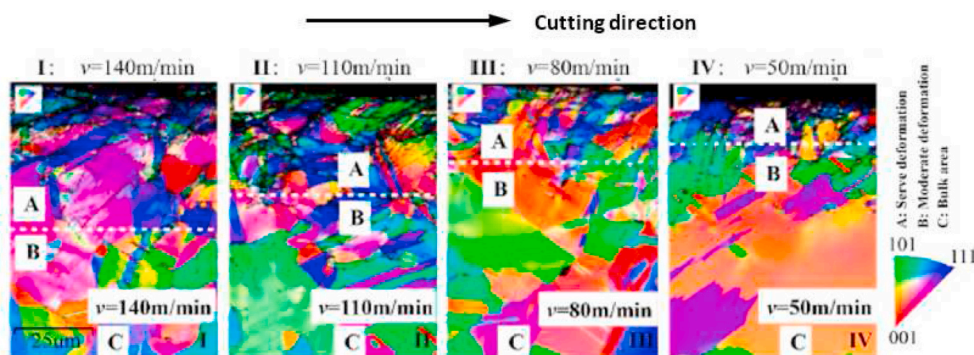 Cutting direction
I: v=140m/min II: v=110m/min III: v=80m/min IV: v=50m/min
A
B
v=140m/min
25um
C
I
A
B
v=110m/min
C
II
A
B
v=80m/min
C
III
A
B
v=50m/min
C
IV
A: Serve deformation
B: Moderate deformation
C: Bulk area
101
111
001